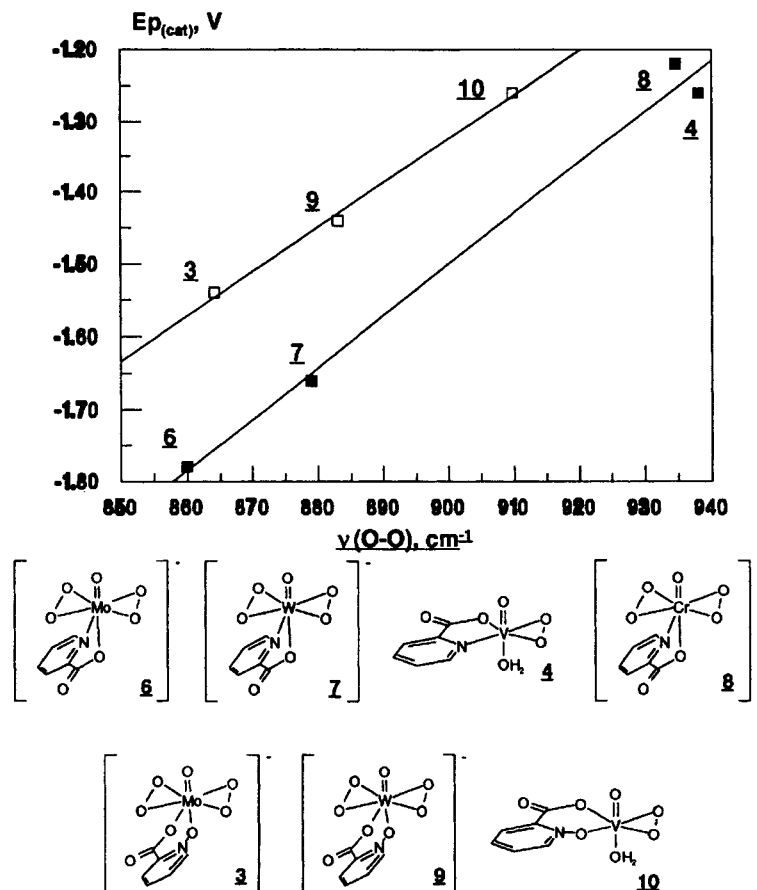 Ep(cat), V
-1.20
-1.30
-1.40
-1.50
-1.60
-1.70
-1.80
10
8
4
9
3
7
6
850 860 870 880 890 900 910 920 930 940
ν(O-O), cm-1
O O O O O Mo N O O 6
O O O O O W N O O 7
O O O O V O N OH2 4
O O O O O Cr N O O 8
O O O O O Mo O O O N 3
O O O O O W O O O N 9
O O O O V O N O OH2 10